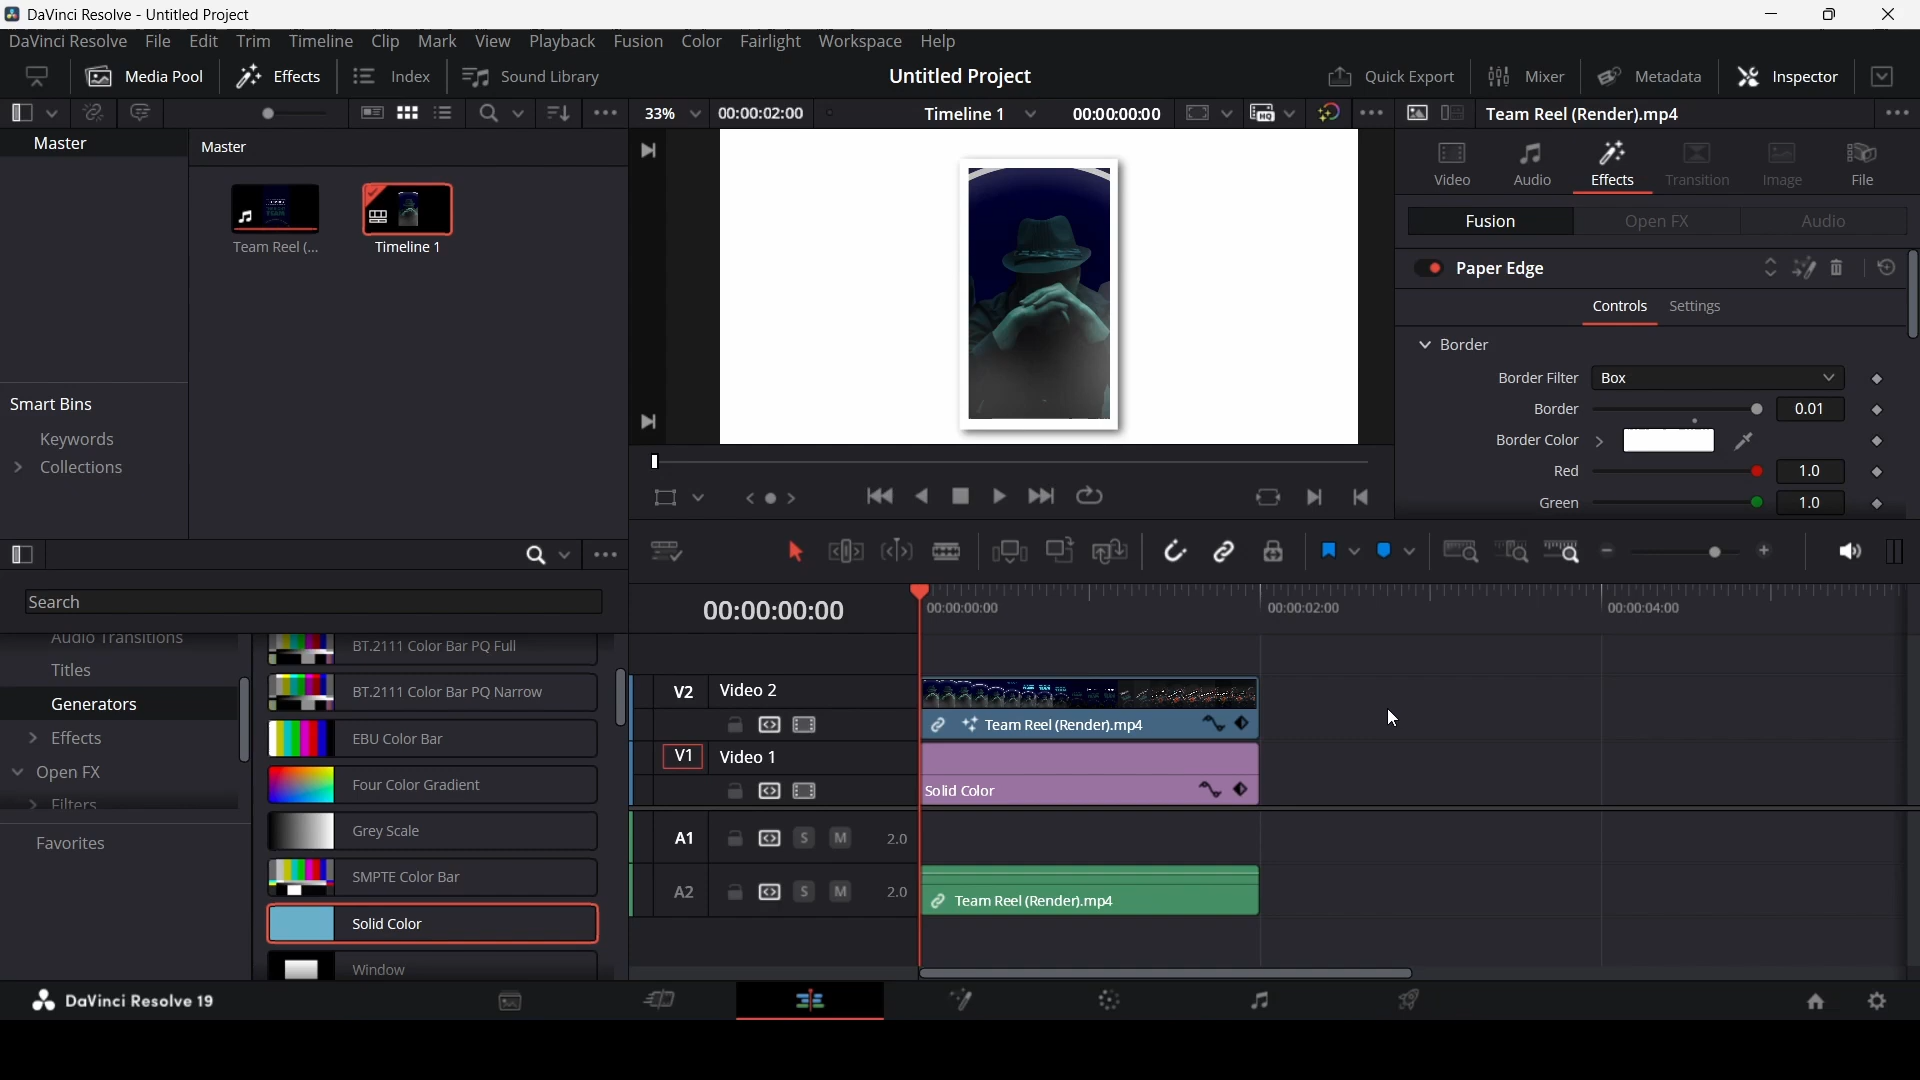 DaVinci Resolve - Untitled Project
DaVinci Resolve File Edit Trim Timeline Clip Mark View Playback Fusion Color Fairlight Workspace Help
Media Pool Effects Index Sound Library Untitled Project Quick Export Mixer Metadata Inspector
33% 00:00:02:00 Timeline 1 00:00:00:00 HQ Team Reel (Render).mp4
Master
Master
Team Reel (...
Timeline 1
Smart Bins
Keywords
Collections
Video Audio Effects Transition Image File
Fusion Open FX Audio
Paper Edge
Controls Settings
Border
Border Filter Box
Border 0.01
Border Color
Red 1.0
Green 1.0
Search
Audio Transitions
Titles
Generators
Effects
Open FX
Filters
Favorites
BT.2111 Color Bar PQ Full
BT.2111 Color Bar PQ Narrow
EBU Color Bar
Four Color Gradient
Grey Scale
SMPTE Color Bar
Solid Color
Window
00:00:00:00 00:00:00:00 00:00:02:00 00:00:04:00
V2 Video 2
Team Reel (Render).mp4
V1 Video 1
Solid Color
A1 S M 2.0
A2 S M 2.0
Team Reel (Render).mp4
DaVinci Resolve 19